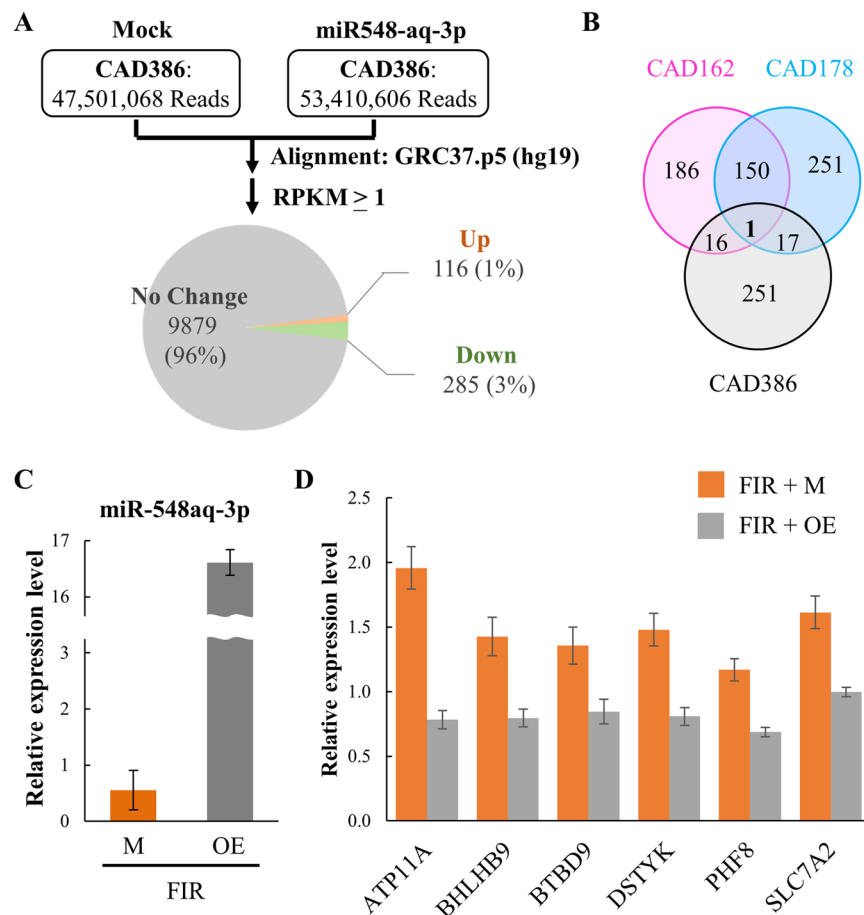 A
Mock
miR548-aq-3p
CAD386:
47,501,068 Reads
CAD386:
53,410,606 Reads
Alignment: GRC37.p5 (hg19)
RPKM ≥ 1
No Change
9879
(96%)
Up
116 (1%)
Down
285 (3%)
B
CAD162
CAD178
186
150
251
1
16
17
251
CAD386
C
miR-548aq-3p
Relative expression level
17
16
3
2
1
0
M
OE
FIR
D
FIR + M
FIR + OE
Relative expression level
2.5
2.0
1.5
1.0
0.5
0.0
ATP11A
BHLHB9
BTBD9
DSTYK
PHF8
SLC7A2